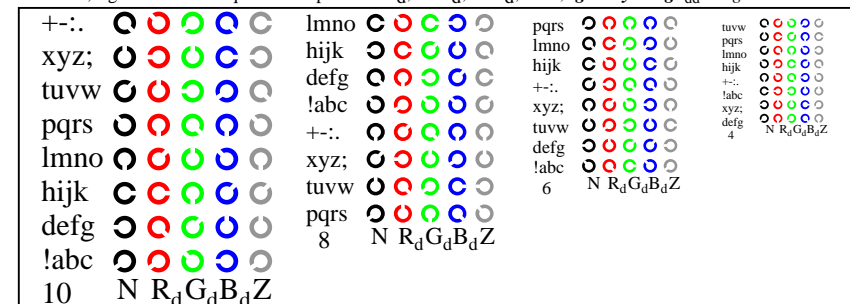 +-:.
xyz;
tuvw
pqrs
lmno
hijk
defg
!abc
10 N RdGdBdZ
lmno
hijk
defg
!abc
+-:.
xyz;
tuvw
pqrs
8 N RdGdBdZ
pqrs
lmno
hijk
+-:.
xyz;
tuvw
defg
!abc
6 N RdGdBdZ
tuvw
pqrs
lmno
hijk
+-:.
!abc
xyz;
defg
4 N RdGdBdZ